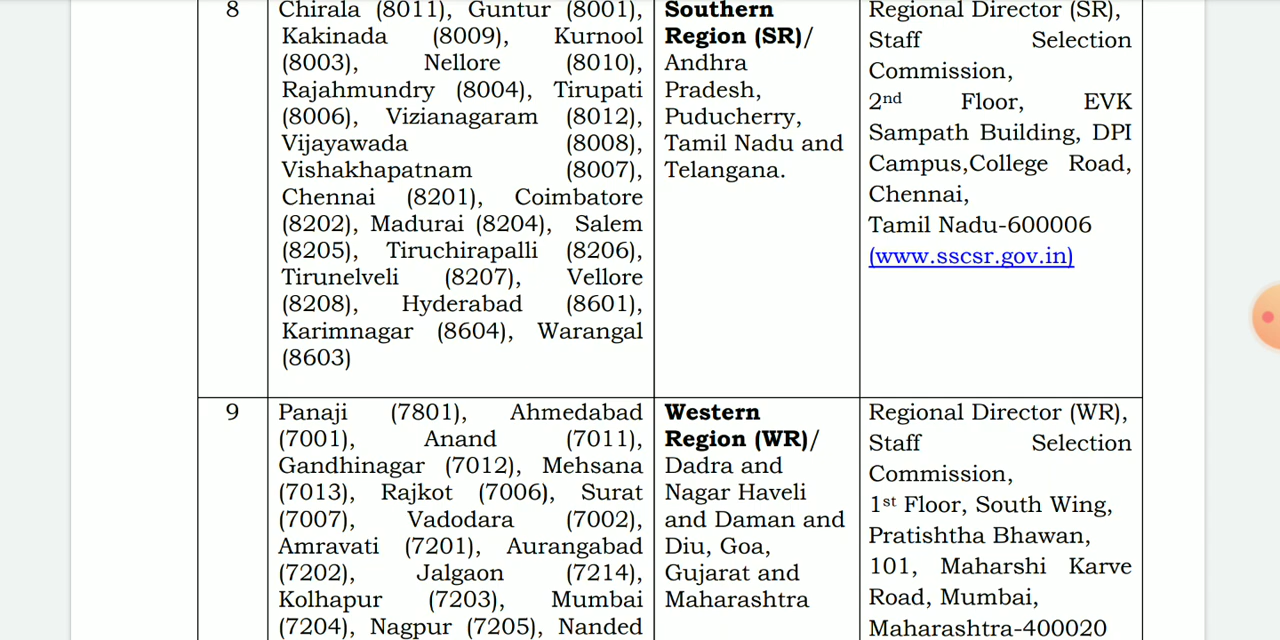 8
Chirala (8011), Guntur (8001),
Kakinada (8009), Kurnool
(8003), Nellore (8010),
Rajahmundry (8004), Tirupati
(8006), Vizianagaram (8012),
Vijayawada (8008),
Vishakhapatnam (8007),
Chennai (8201), Coimbatore
(8202), Madurai (8204), Salem
(8205), Tiruchirapalli (8206),
Tirunelveli (8207), Vellore
(8208), Hyderabad (8601),
Karimnagar (8604), Warangal
(8603)
Southern
Region (SR)/
Andhra
Pradesh,
Puducherry,
Tamil Nadu and
Telangana.
Regional Director (SR),
Staff Selection
Commission,
2nd Floor, EVK
Sampath Building, DPI
Campus,College Road,
Chennai,
Tamil Nadu-600006
(www.sscsr.gov.in)
9
Panaji (7801), Ahmedabad
(7001), Anand (7011),
Gandhinagar (7012), Mehsana
(7013), Rajkot (7006), Surat
(7007), Vadodara (7002),
Amravati (7201), Aurangabad
(7202), Jalgaon (7214),
Kolhapur (7203), Mumbai
(7204), Nagpur (7205), Nanded
Western
Region (WR)/
Dadra and
Nagar Haveli
and Daman and
Diu, Goa,
Gujarat and
Maharashtra
Regional Director (WR),
Staff Selection
Commission,
1st Floor, South Wing,
Pratishtha Bhawan,
101, Maharshi Karve
Road, Mumbai,
Maharashtra-400020